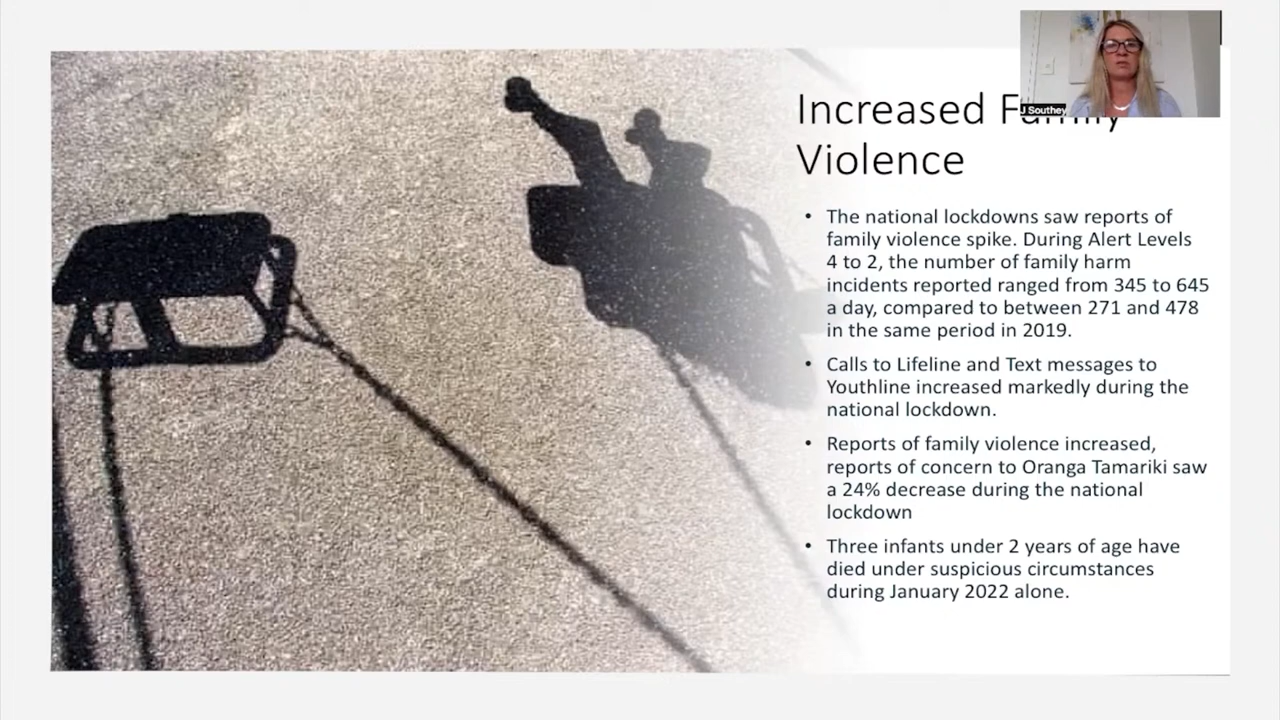 Increased Family
Violence
J Southey
• The national lockdowns saw reports of
family violence spike. During Alert Levels
4 to 2, the number of family harm
incidents reported ranged from 345 to 645
a day, compared to between 271 and 478
in the same period in 2019.
• Calls to Lifeline and Text messages to
Youthline increased markedly during the
national lockdown.
• Reports of family violence increased,
reports of concern to Oranga Tamariki saw
a 24% decrease during the national
lockdown
• Three infants under 2 years of age have
died under suspicious circumstances
during January 2022 alone.